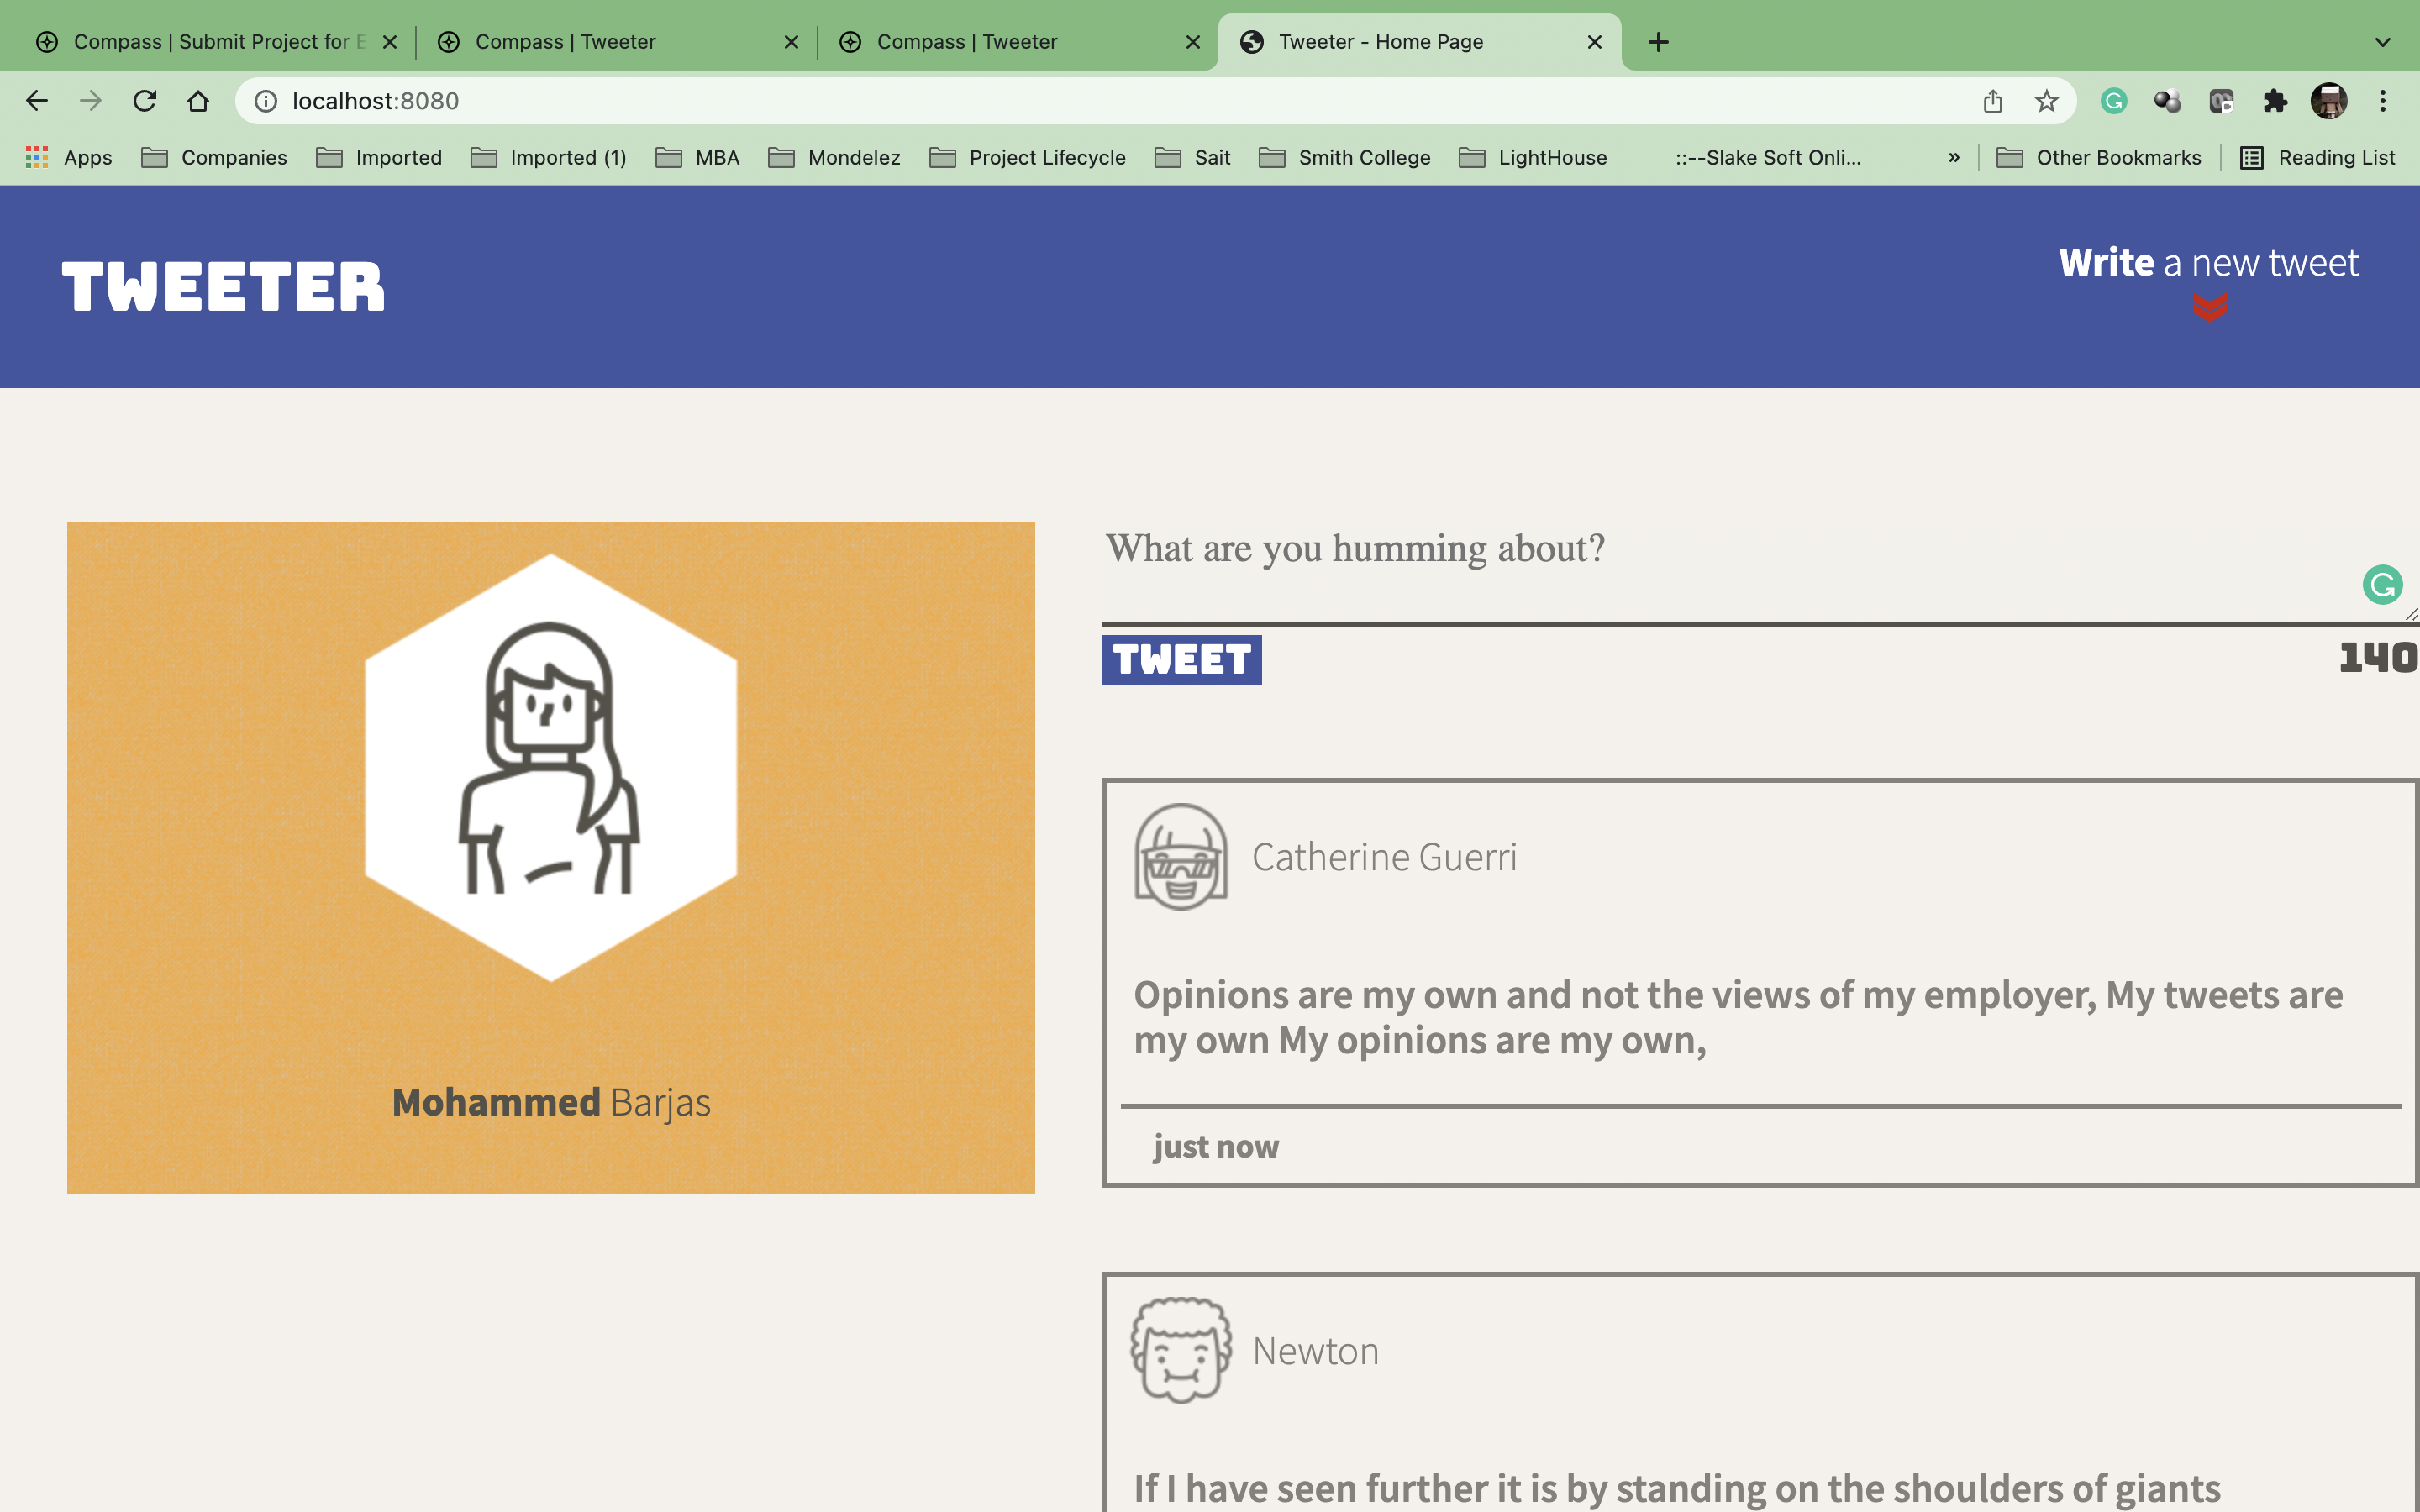 Compass | Submit Project for E
Compass | Tweeter
Compass | Tweeter
Tweeter - Home Page
localhost:8080
Apps
Companies
Imported
Imported (1)
MBA
Mondelez
Project Lifecycle
Sait
Smith College
LightHouse
::--Slake Soft Onli...
»
Other Bookmarks
Reading List
TWEETER
Write a new tweet
What are you humming about?
TWEET
140
Mohammed Barjas
Catherine Guerri
Opinions are my own and not the views of my employer, My tweets are
my own My opinions are my own,
just now
Newton
If I have seen further it is by standing on the shoulders of giants